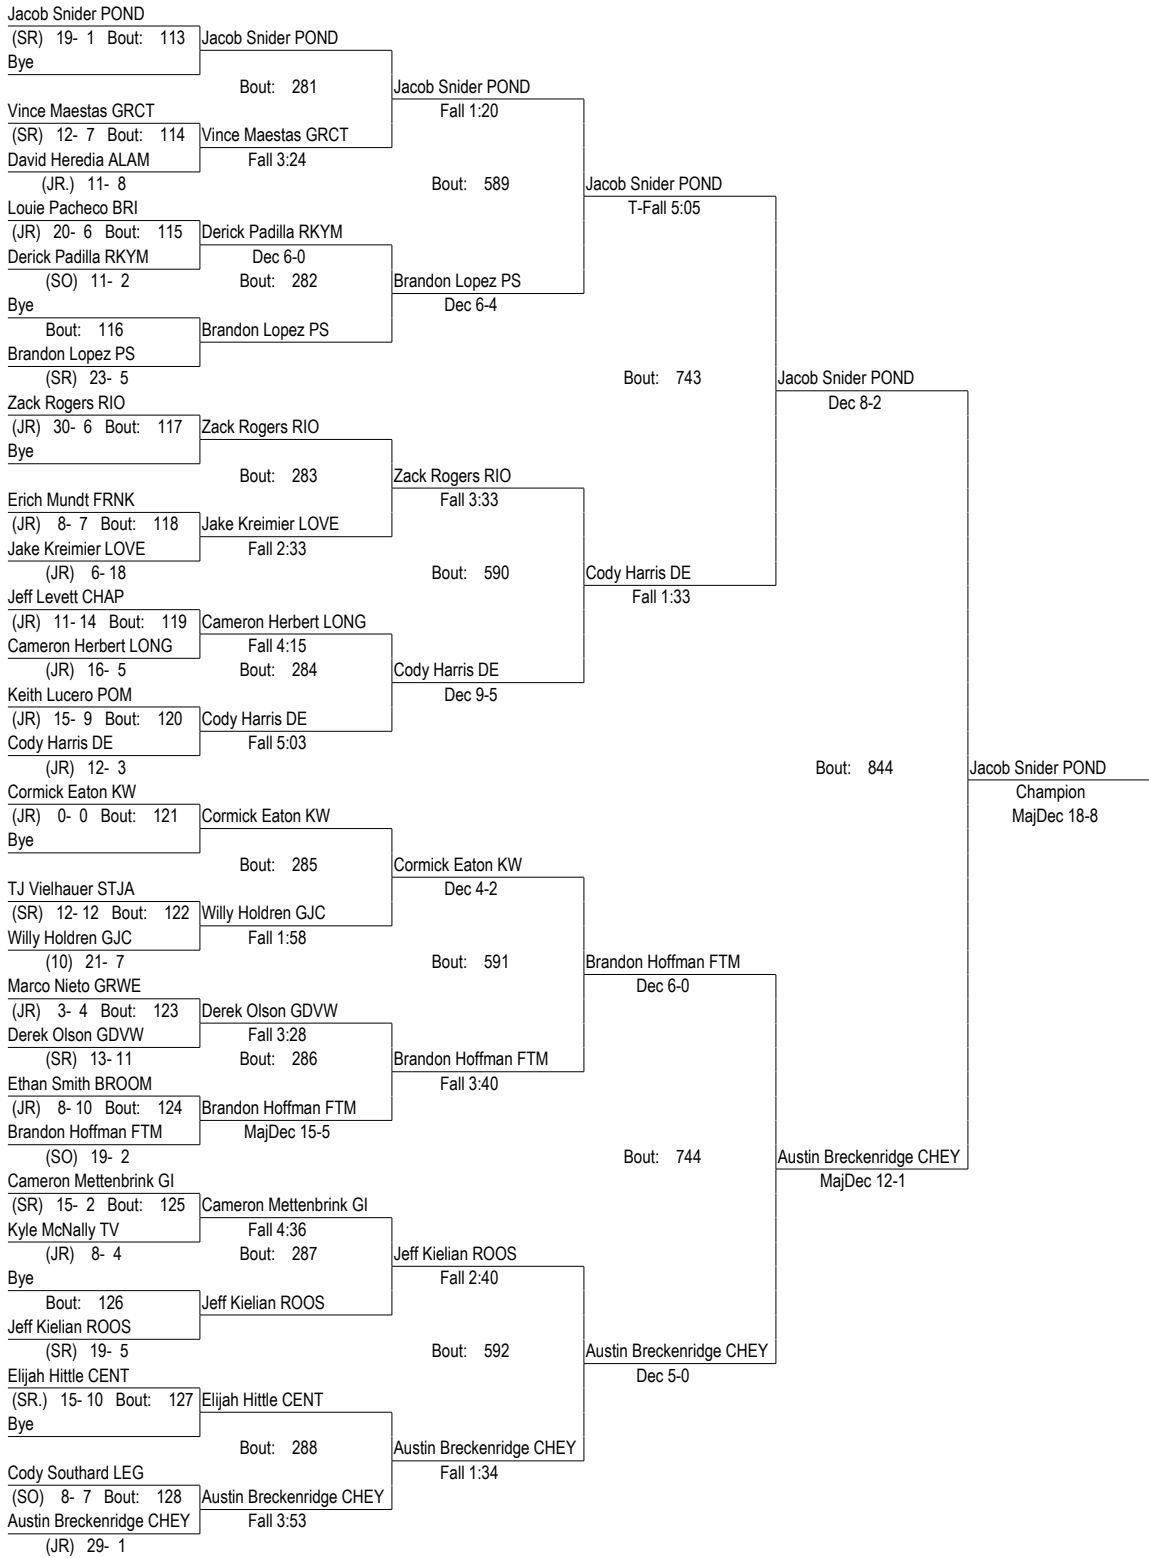 Jacob Snider POND
(SR) 19- 1 Bout: 113 Jacob Snider POND
Bye
Bout: 281 Jacob Snider POND
Vince Maestas GRCT Fall 1:20
(SR) 12- 7 Bout: 114 Vince Maestas GRCT
David Heredia ALAM Fall 3:24
(JR.) 11- 8 Bout: 589 Jacob Snider POND
Louie Pacheco BRI T-Fall 5:05
(JR) 20- 6 Bout: 115 Derick Padilla RKYM
Derick Padilla RKYM Dec 6-0
(SO) 11- 2 Bout: 282 Brandon Lopez PS
Bye Dec 6-4
Bout: 116 Brandon Lopez PS
Brandon Lopez PS
(SR) 23- 5 Bout: 743 Jacob Snider POND
Zack Rogers RIO Dec 8-2
(JR) 30- 6 Bout: 117 Zack Rogers RIO
Bye
Bout: 283 Zack Rogers RIO
Erich Mundt FRNK Fall 3:33
(JR) 8- 7 Bout: 118 Jake Kreimier LOVE
Jake Kreimier LOVE Fall 2:33
(JR) 6- 18 Bout: 590 Cody Harris DE
Jeff Levett CHAP Fall 1:33
(JR) 11- 14 Bout: 119 Cameron Herbert LONG
Cameron Herbert LONG Fall 4:15
(JR) 16- 5 Bout: 284 Cody Harris DE
Keith Lucero POM Dec 9-5
(JR) 15- 9 Bout: 120 Cody Harris DE
Cody Harris DE Fall 5:03
(JR) 12- 3 Bout: 844 Jacob Snider POND
Cormick Eaton KW Champion
(JR) 0- 0 Bout: 121 Cormick Eaton KW MajDec 18-8
Bye
Bout: 285 Cormick Eaton KW
TJ Vielhauer STJA Dec 4-2
(SR) 12- 12 Bout: 122 Willy Holdren GJC
Willy Holdren GJC Fall 1:58
(10) 21- 7 Bout: 591 Brandon Hoffman FTM
Marco Nieto GRWE Dec 6-0
(JR) 3- 4 Bout: 123 Derek Olson GDVW
Derek Olson GDVW Fall 3:28
(SR) 13- 11 Bout: 286 Brandon Hoffman FTM
Ethan Smith BROOM Fall 3:40
(JR) 8- 10 Bout: 124 Brandon Hoffman FTM
Brandon Hoffman FTM MajDec 15-5
(SO) 19- 2 Bout: 744 Austin Breckenridge CHEY
Cameron Mettenbrink GI MajDec 12-1
(SR) 15- 2 Bout: 125 Cameron Mettenbrink GI
Kyle McNally TV Fall 4:36
(JR) 8- 4 Bout: 287 Jeff Kielian ROOS
Bye Fall 2:40
Bout: 126 Jeff Kielian ROOS
Jeff Kielian ROOS
(SR) 19- 5 Bout: 592 Austin Breckenridge CHEY
Elijah Hittle CENT Dec 5-0
(SR.) 15- 10 Bout: 127 Elijah Hittle CENT
Bye
Bout: 288 Austin Breckenridge CHEY
Cody Southard LEG Fall 1:34
(SO) 8- 7 Bout: 128 Austin Breckenridge CHEY
Austin Breckenridge CHEY Fall 3:53
(JR) 29- 1